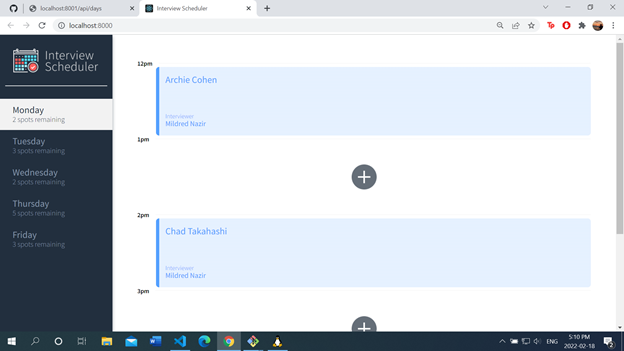 localhost:8001/api/days
Interview Scheduler
localhost:8000
Tp
Interview
Scheduler
Monday
2 spots remaining
Tuesday
3 spots remaining
Wednesday
2 spots remaining
Thursday
5 spots remaining
Friday
3 spots remaining
12pm
Archie Cohen
Interviewer
Mildred Nazir
1pm
2pm
Chad Takahashi
Interviewer
Mildred Nazir
3pm
ENG
5:10 PM
2022-02-18
2